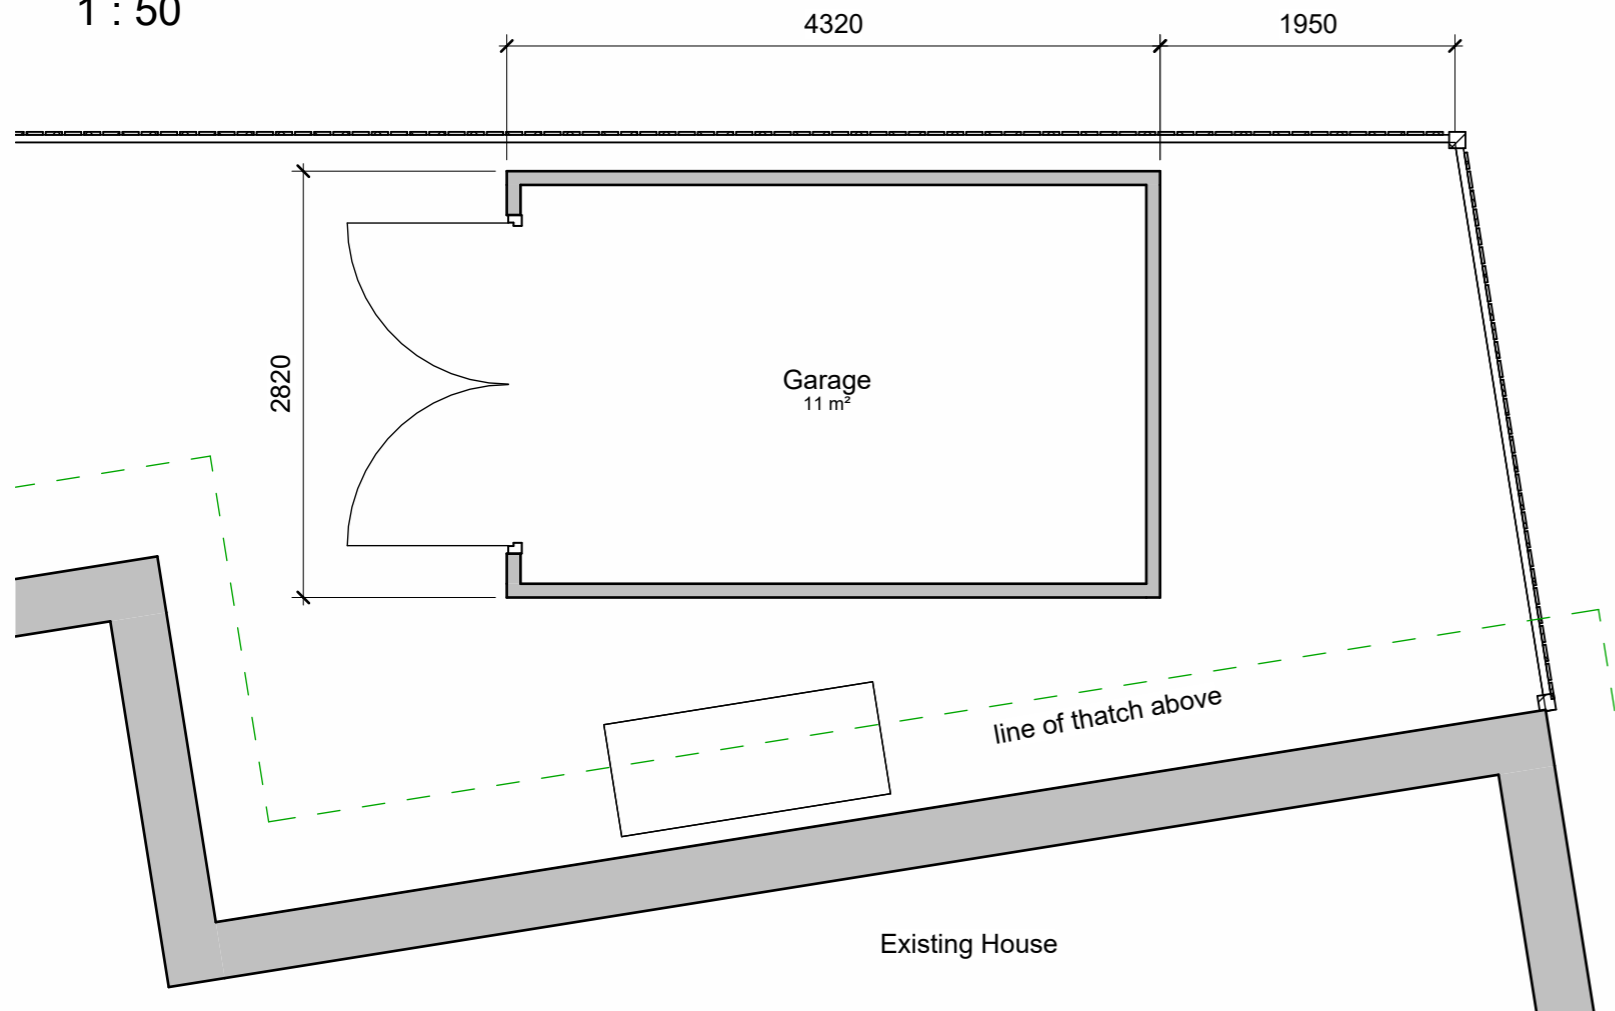 1 : 50
4320
1950
2820
Garage
11 m²
line of thatch above
Existing House